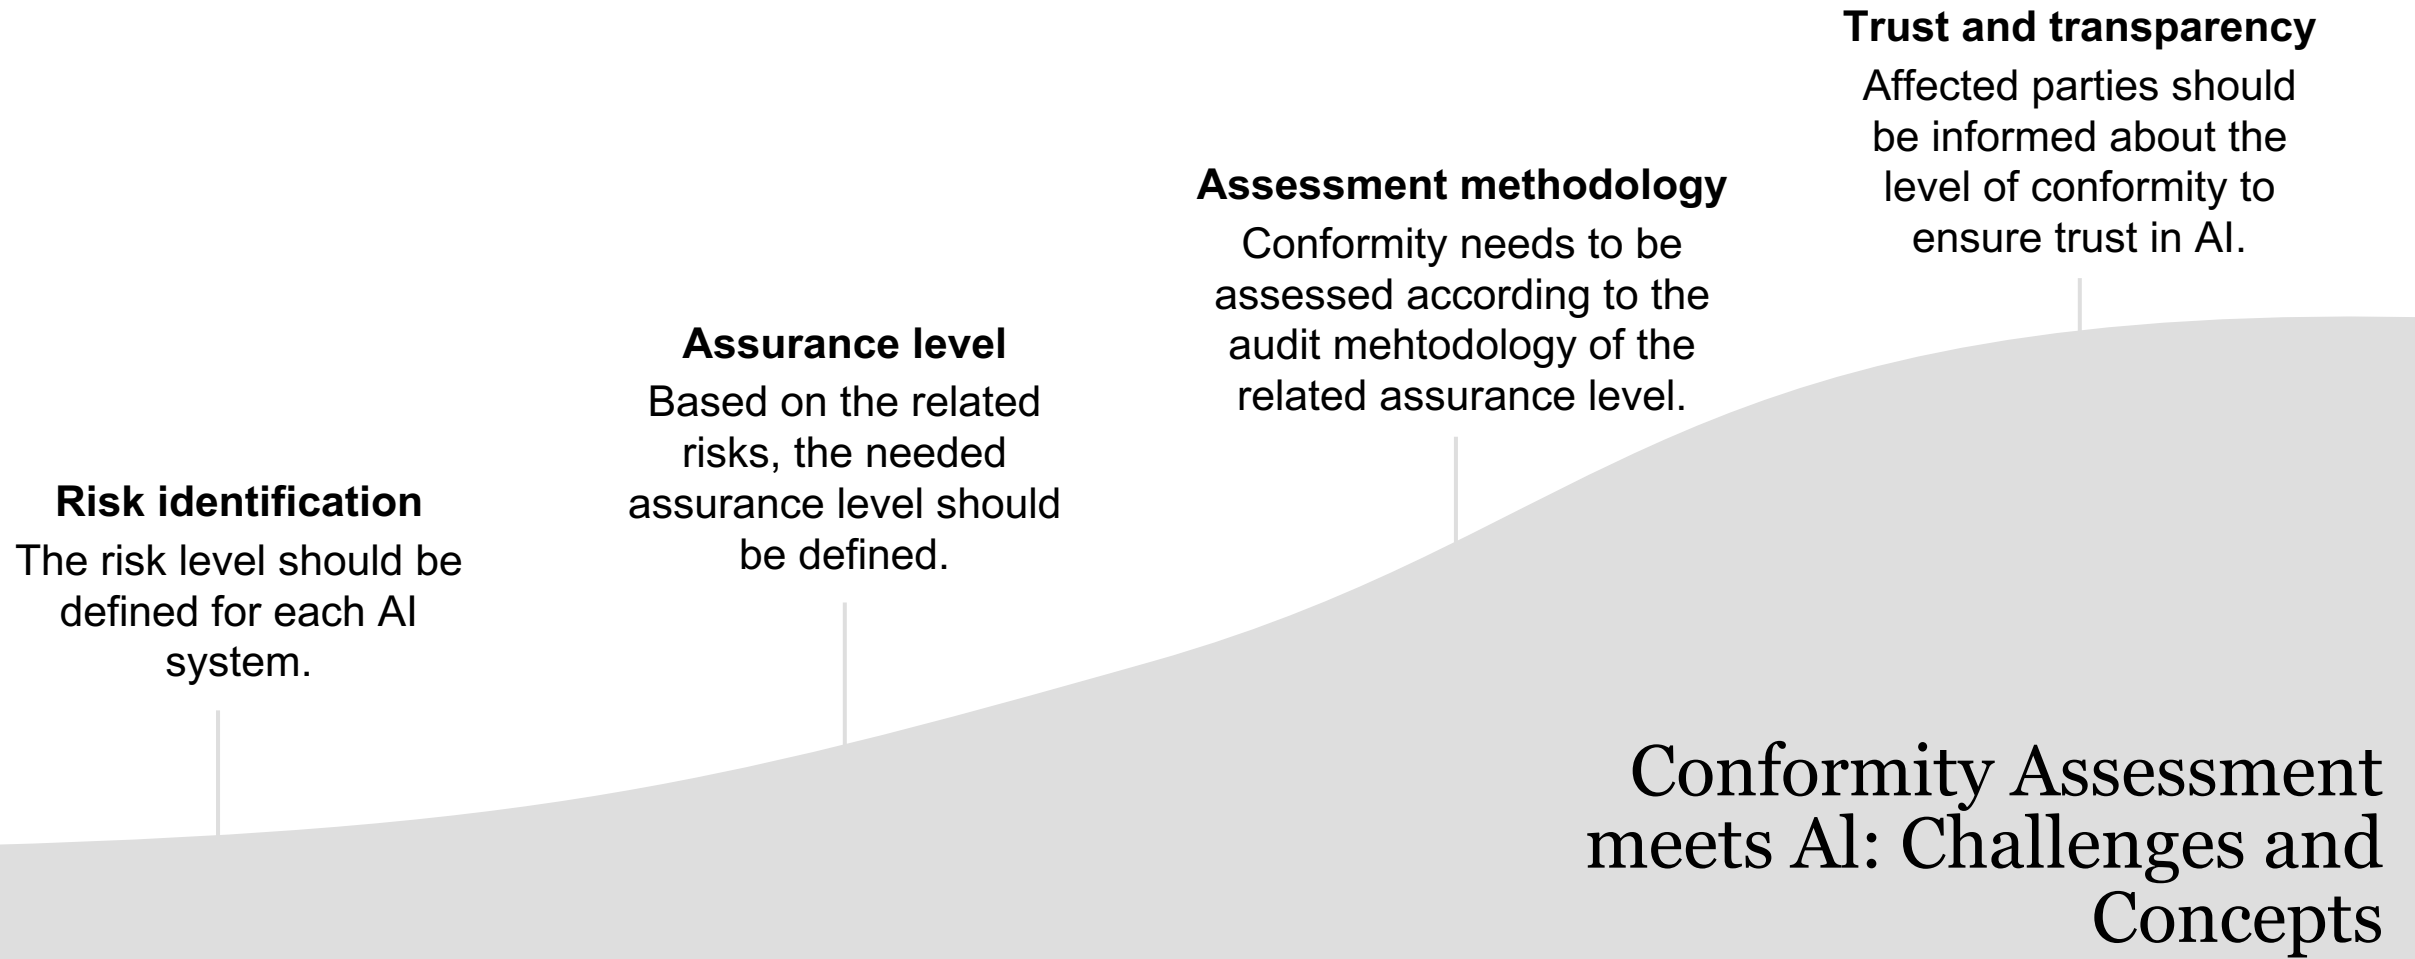 Risk identification
The risk level should be
defined for each AI
system.
Assurance level
Based on the related
risks, the needed
assurance level should
be defined.
Assessment methodology
Conformity needs to be
assessed according to the
audit mehtodology of the
related assurance level.
Trust and transparency
Affected parties should
be informed about the
level of conformity to
ensure trust in AI.
Conformity Assessment
meets Al: Challenges and
Concepts